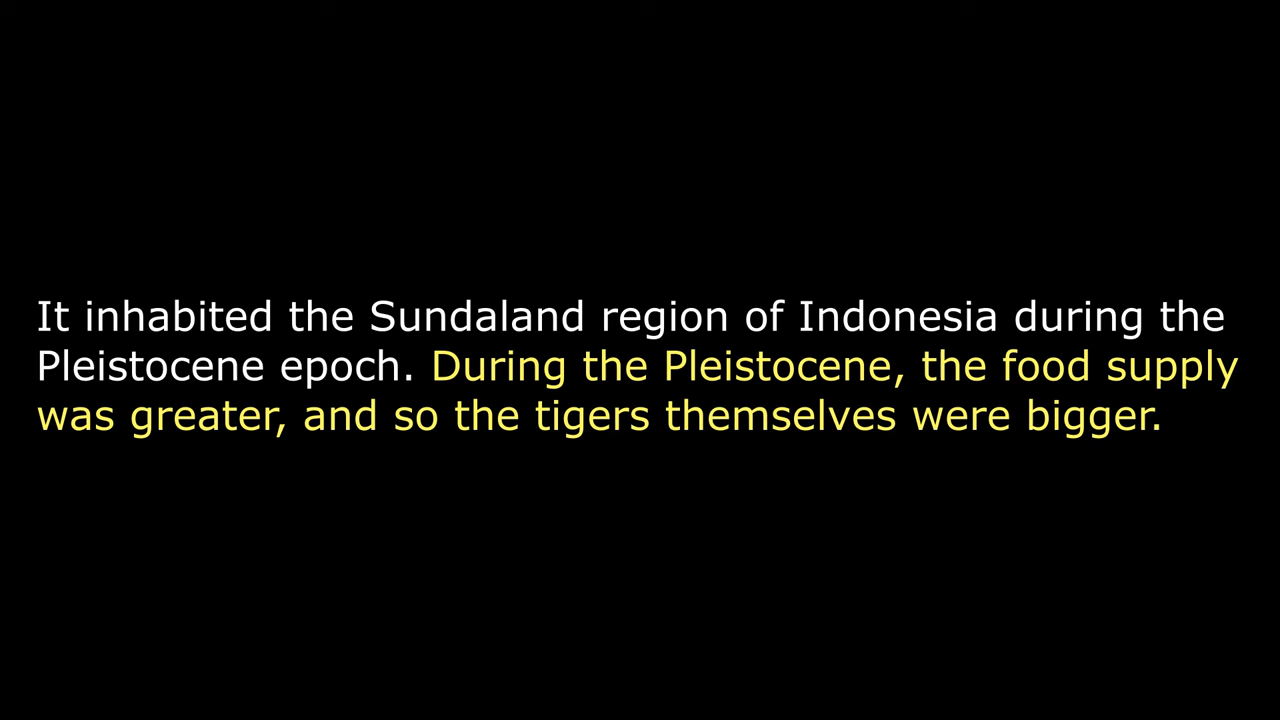 It inhabited the Sundaland region of Indonesia during the
Pleistocene epoch. During the Pleistocene, the food supply
was greater, and so the tigers themselves were bigger.